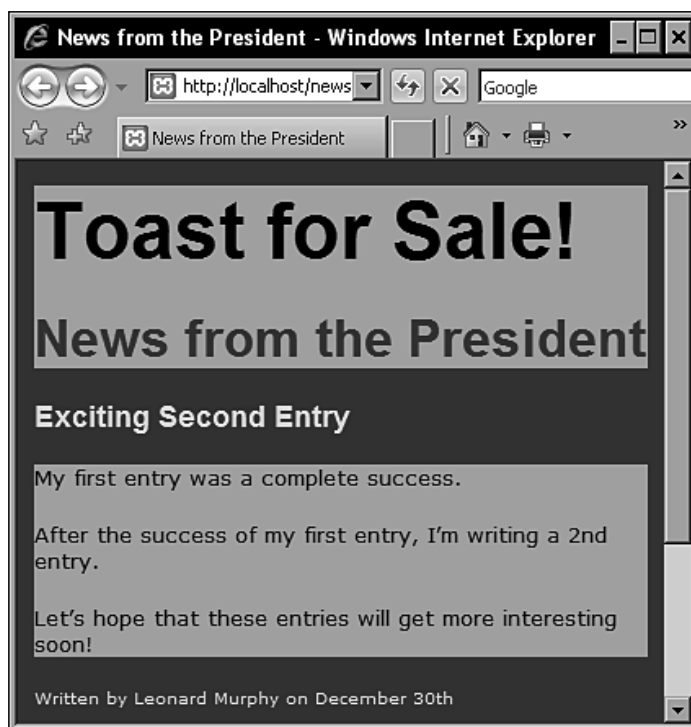 News from the President - Windows Internet Explorer
http://localhost/news
Google
News from the President
»
Toast for Sale!
News from the President
Exciting Second Entry
My first entry was a complete success.
After the success of my first entry, I’m writing a 2nd
entry.
Let’s hope that these entries will get more interesting
soon!
Written by Leonard Murphy on December 30th